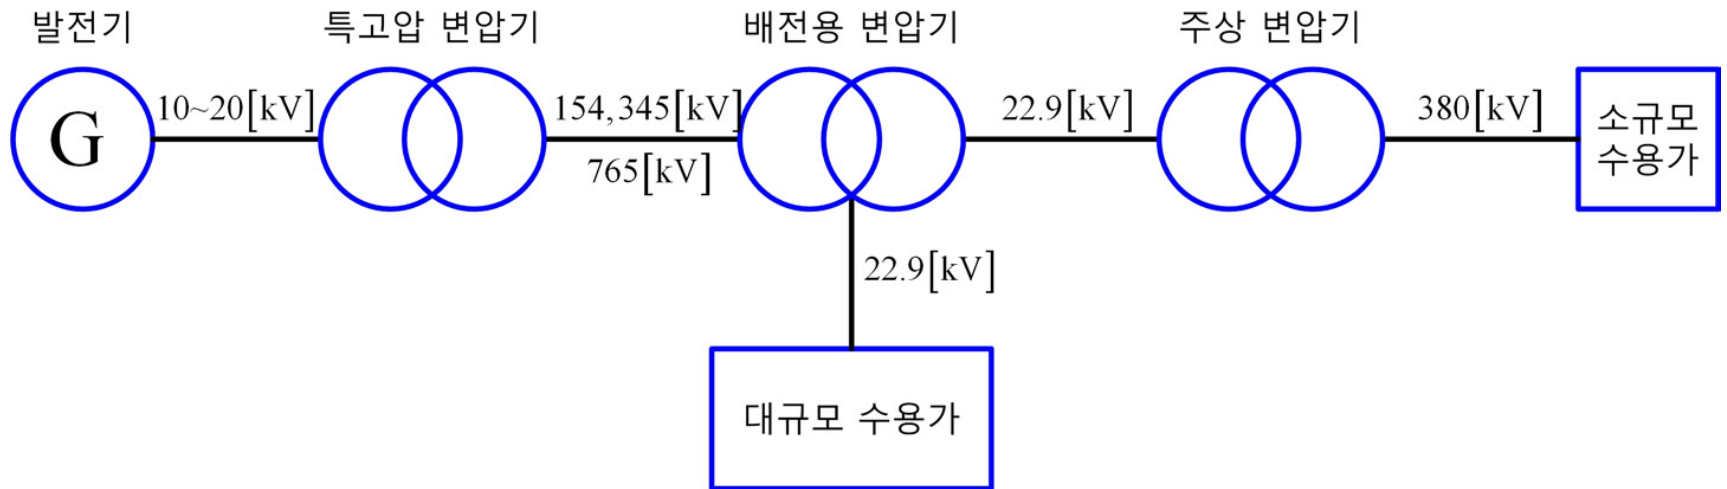 발전기
특고압 변압기
배전용 변압기
주상 변압기
G
10~20[kV]
154,345[kV]
765[kV]
22.9[kV]
380[kV]
소규모
수용가
22.9[kV]
대규모 수용가